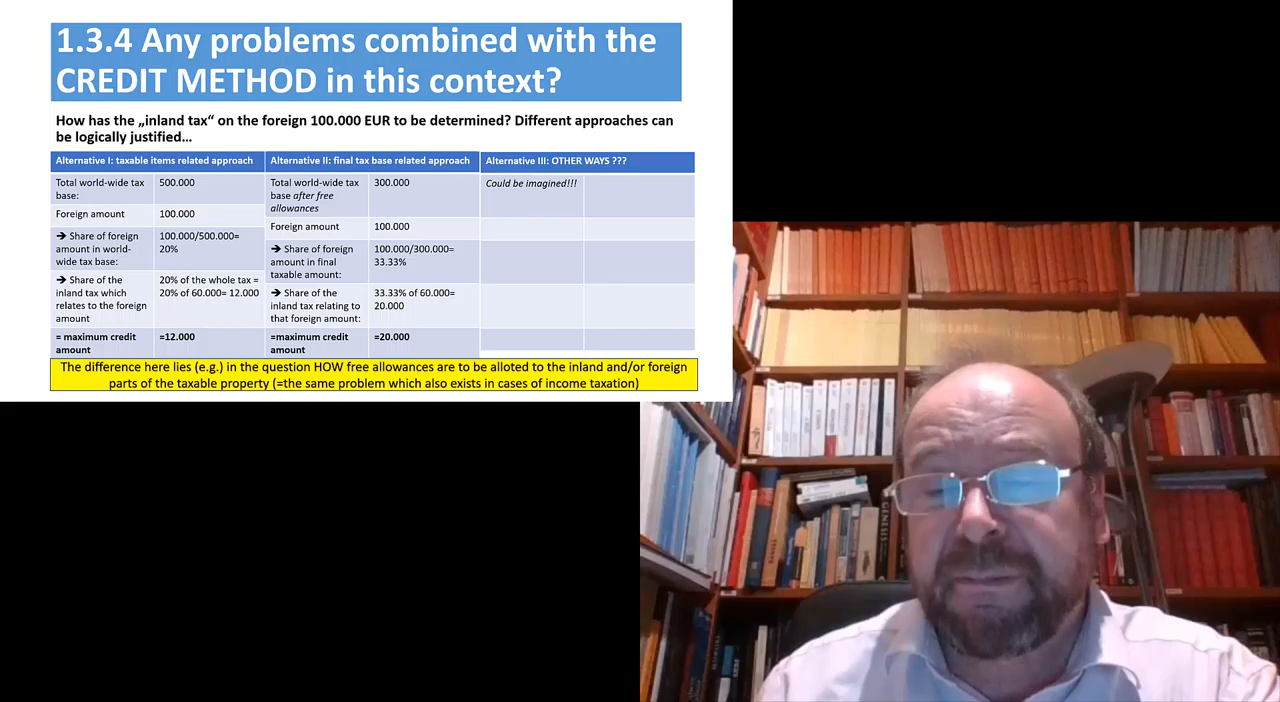 1.3.4 Any problems combined with the
CREDIT METHOD in this context?
How has the „inland tax“ on the foreign 100.000 EUR to be determined? Different approaches can
be logically justified…
Alternative I: taxable items related approach
Total world-wide tax
base:
500.000
Foreign amount
100.000
➔ Share of foreign
amount in world-
wide tax base:
100.000/500.000=
20%
➔ Share of the
inland tax which
relates to the foreign
amount
20% of the whole tax =
20% of 60.000= 12.000
= maximum credit
amount
=12.000
Alternative II: final tax base related approach
Total world-wide tax
base after free
allowances
300.000
Foreign amount
100.000
➔ Share of foreign
amount in final
taxable amount:
100.000/300.000=
33.33%
➔ Share of the
inland tax relating to
that foreign amount:
33.33% of 60.000=
20.000
=maximum credit
amount
=20.000
Alternative III: OTHER WAYS ???
Could be imagined!!!
The difference here lies (e.g.) in the question HOW free allowances are to be alloted to the inland and/or foreign
parts of the taxable property (=the same problem which also exists in cases of income taxation)
GENESIS